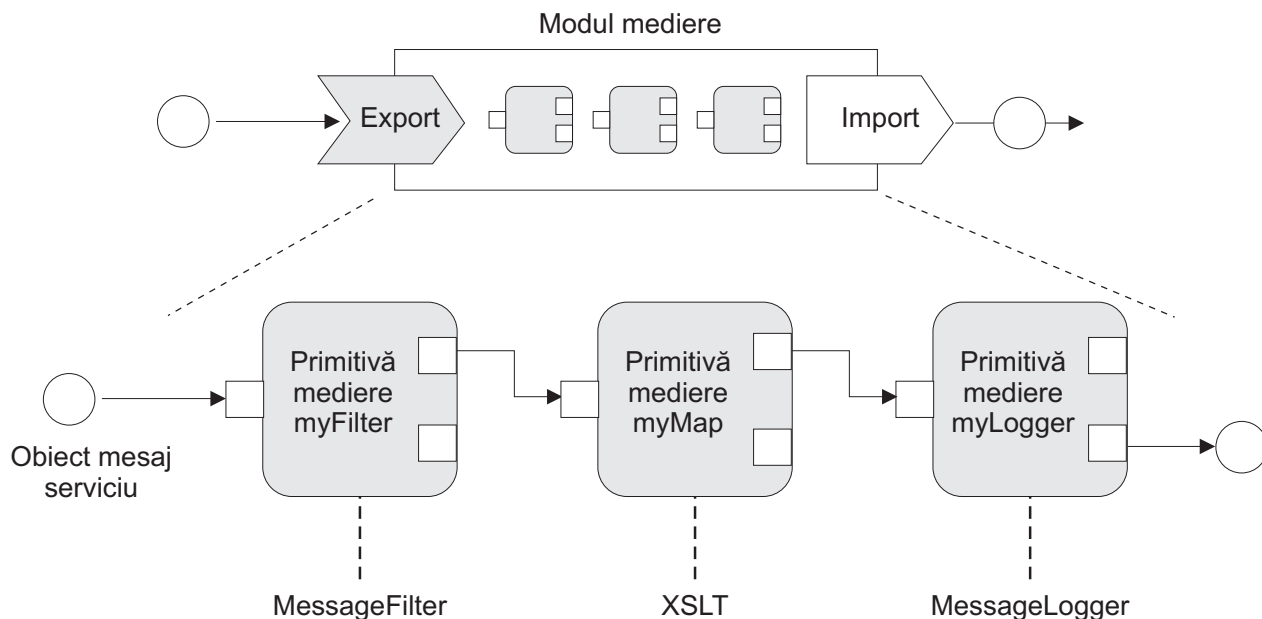 Modul mediere
Export
Import
Primitivă
mediere
myFilter
Primitivă
mediere
myMap
Primitivă
mediere
myLogger
Obiect mesaj
serviciu
MessageFilter
XSLT
MessageLogger